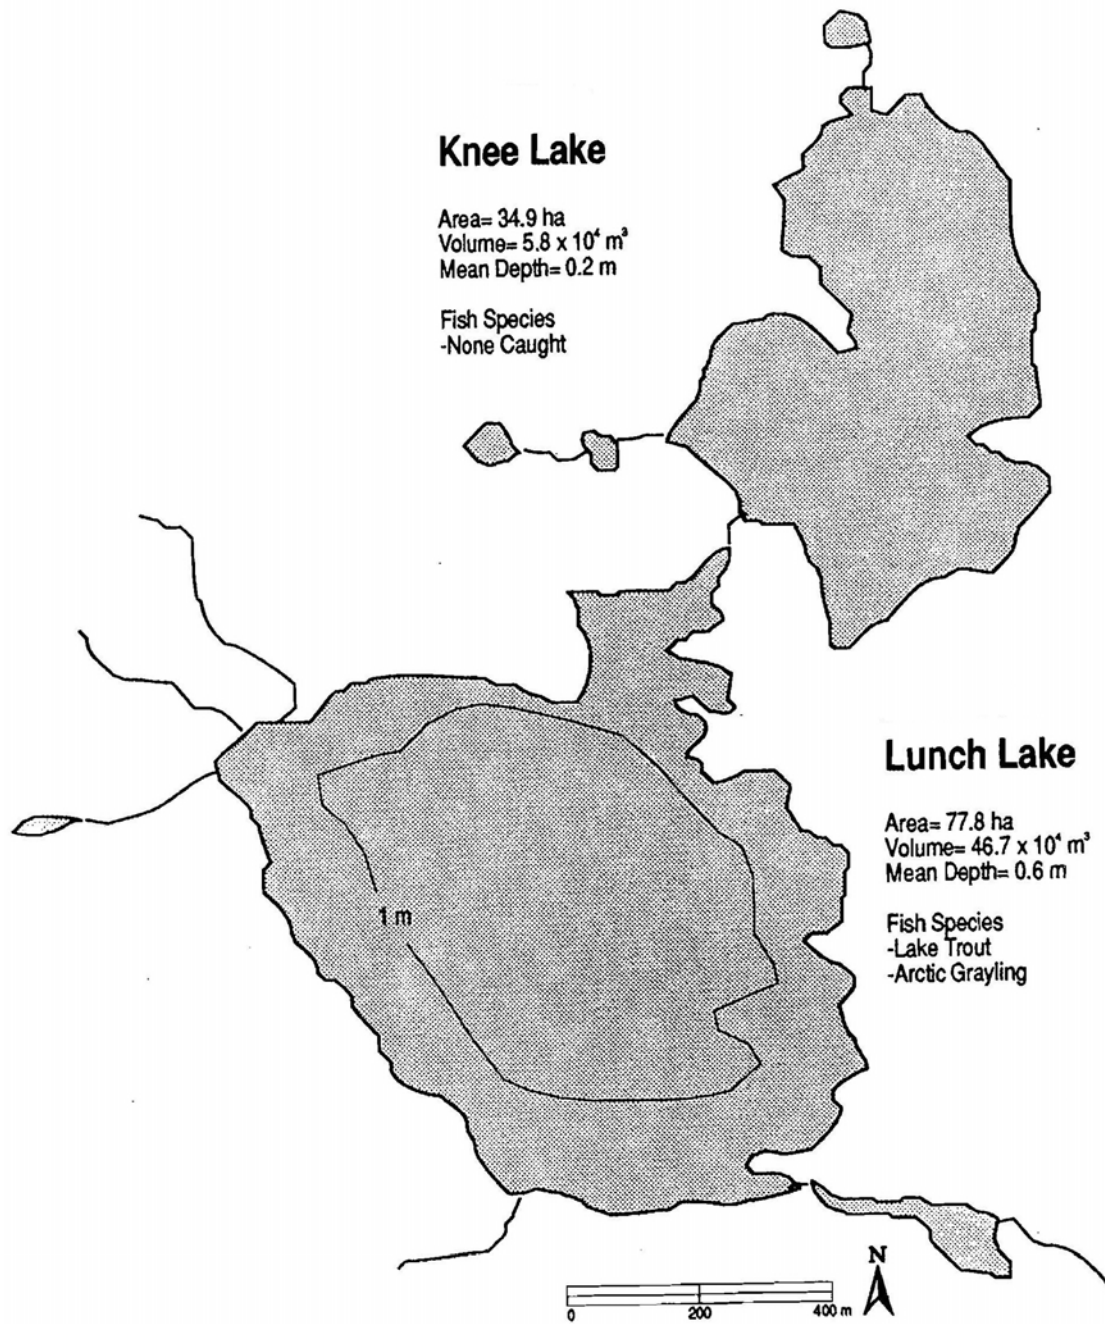 Knee Lake
Area= 34.9 ha
Volume= 5.8 x 10⁴ m³
Mean Depth= 0.2 m
Fish Species
-None Caught
Lunch Lake
Area= 77.8 ha
Volume= 46.7 x 10⁴ m³
Mean Depth= 0.6 m
Fish Species
-Lake Trout
-Arctic Grayling
1 m
N
0 200 400 m